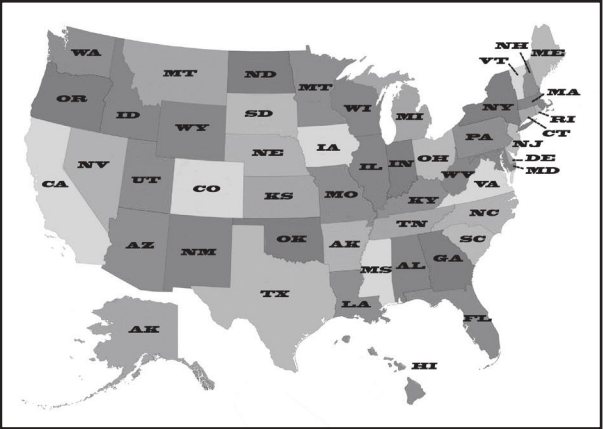 NH
ME
WA
VT
MT
ND
MT
MA
OR
NY
WI
SD
MI
ID
RI
WY
CT
PA
NJ
IA
NE
OH
DE
NV
IL
IN
MD
WV
UT
CA
VA
CO
KS
MO
KY
NC
TN
OK
SC
AK
AZ
NM
GA
MS
AL
TX
LA
FL
AK
HI